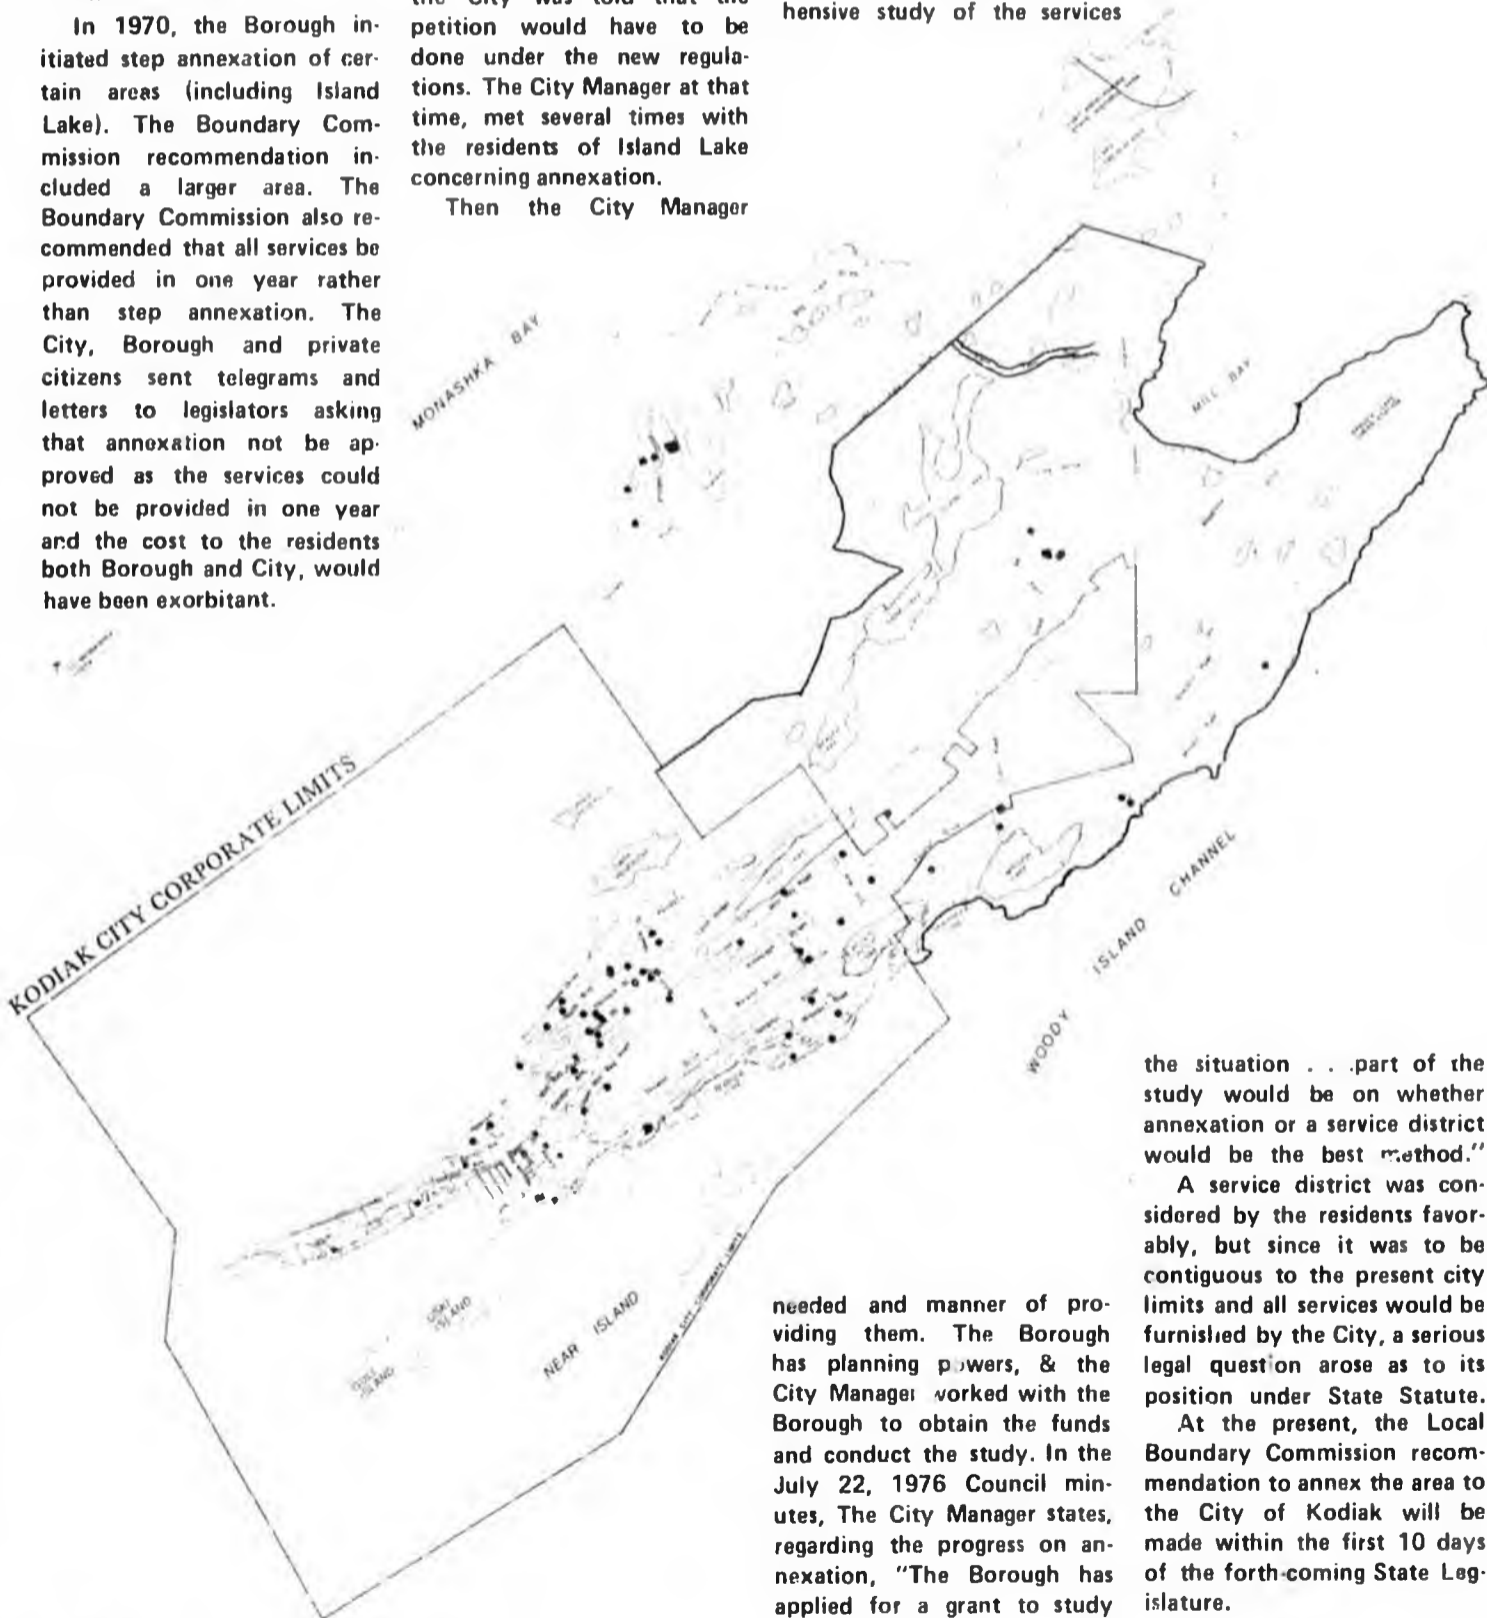 In 1970, the Borough in-
itiated step annexation of cer-
tain areas (including Island
Lake). The Boundary Com-
mission recommendation in-
cluded a larger area. The
Boundary Commission also re-
commended that all services be
provided in one year rather
than step annexation. The
City, Borough and private
citizens sent telegrams and
letters to legislators asking
that annexation not be ap-
proved as the services could
not be provided in one year
and the cost to the residents
both Borough and City, would
have been exorbitant.
the City was told that the
petition would have to be
done under the new regula-
tions. The City Manager at that
time, met several times with
the residents of Island Lake
concerning annexation.
Then the City Manager
hensive study of the services
MONASHKA BAY
MILL BAY
KODIAK CITY CORPORATE LIMITS
WOODY ISLAND CHANNEL
USKI
ISLAND
GULL
ISLAND
NEAR ISLAND
KODIAK CITY CORPORATE LIMITS
needed and manner of pro-
viding them. The Borough
has planning powers, & the
City Manager worked with the
Borough to obtain the funds
and conduct the study. In the
July 22, 1976 Council min-
utes, The City Manager states,
regarding the progress on an-
nexation, "The Borough has
applied for a grant to study
the situation . . .part of the
study would be on whether
annexation or a service district
would be the best method."
A service district was con-
sidered by the residents favor-
ably, but since it was to be
contiguous to the present city
limits and all services would be
furnished by the City, a serious
legal question arose as to its
position under State Statute.
At the present, the Local
Boundary Commission recom-
mendation to annex the area to
the City of Kodiak will be
made within the first 10 days
of the forth-coming State Leg-
islature.